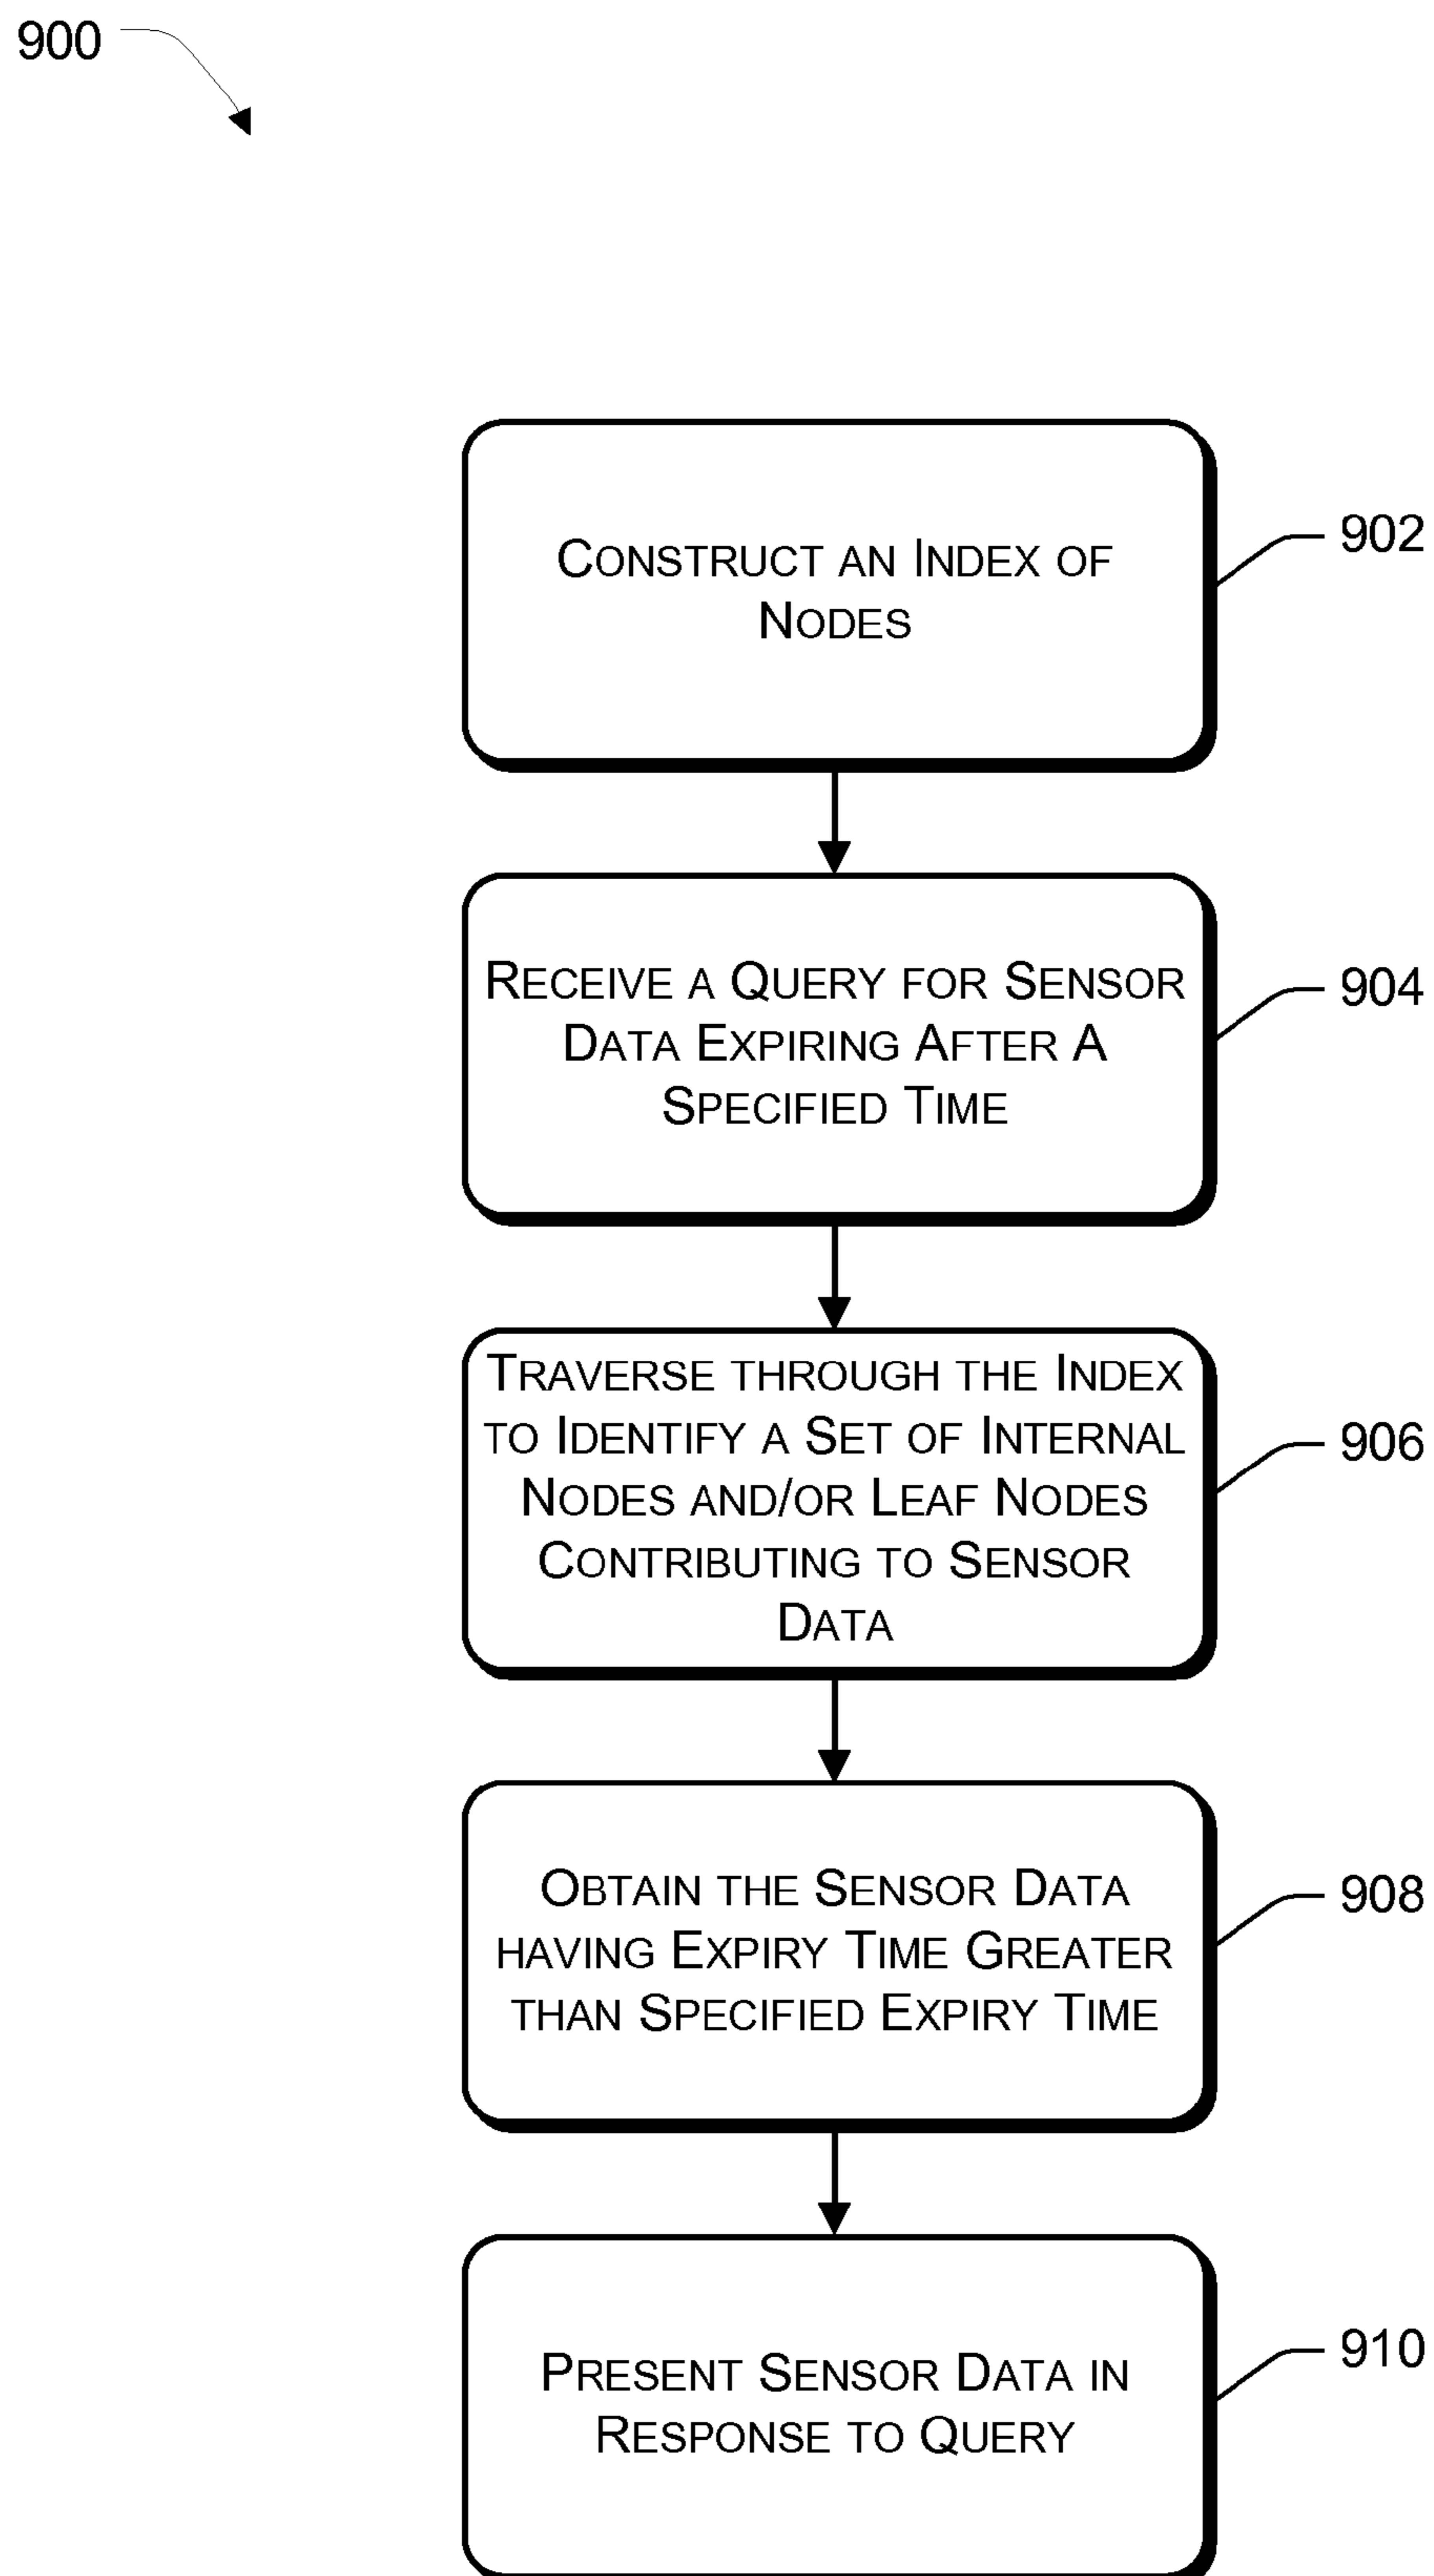 900
CONSTRUCT AN INDEX OF
NODES
902
RECEIVE A QUERY FOR SENSOR
DATA EXPIRING AFTER A
SPECIFIED TIME
904
TRAVERSE THROUGH THE INDEX
TO IDENTIFY A SET OF INTERNAL
NODES AND/OR LEAF NODES
CONTRIBUTING TO SENSOR
DATA
906
OBTAIN THE SENSOR DATA
HAVING EXPIRY TIME GREATER
THAN SPECIFIED EXPIRY TIME
908
PRESENT SENSOR DATA IN
RESPONSE TO QUERY
910